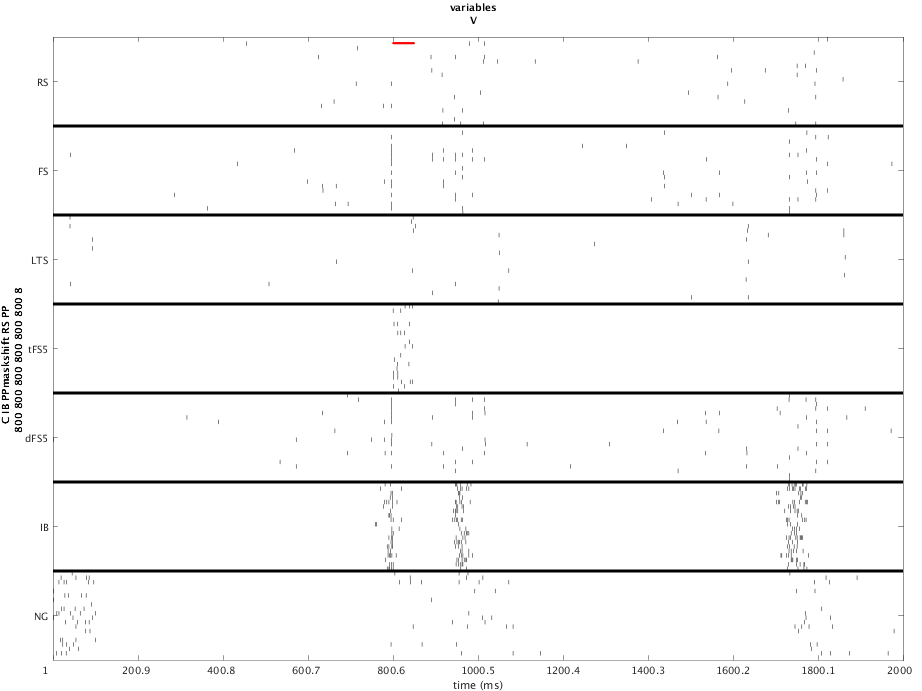 variables
V
RS
FS
LTS
tFS5
dFS5
IB
NG
C IB PPmaskshift RS PP
800 800 800 800 800 800 8
1
200.9
400.8
600.7
800.6
1000.5
1200.4
1400.3
1600.2
1800.1
2000
time (ms)